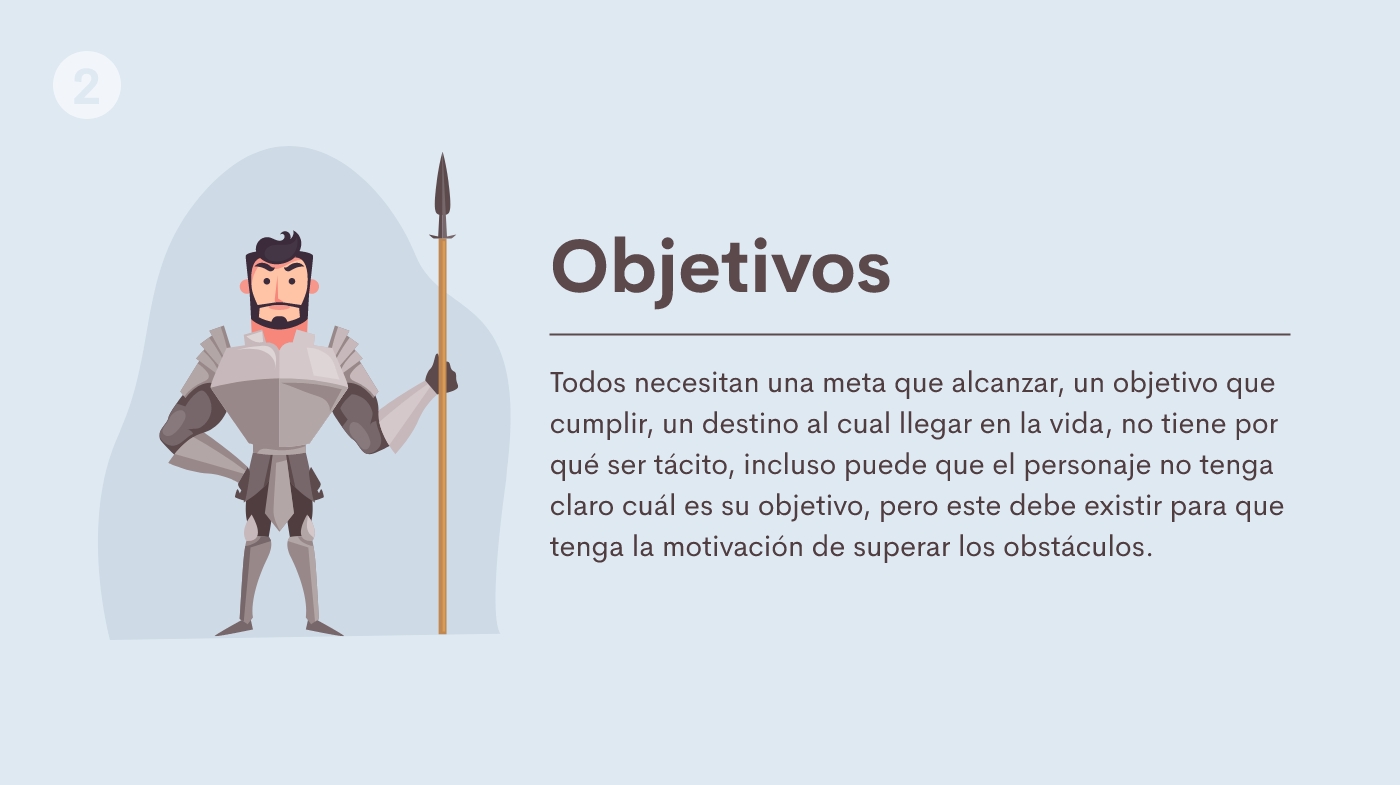 2
Objetivos
Todos necesitan una meta que alcanzar, un objetivo que
cumplir, un destino al cual llegar en la vida, no tiene por
qué ser tácito, incluso puede que el personaje no tenga
claro cuál es su objetivo, pero este debe existir para que
tenga la motivación de superar los obstáculos.